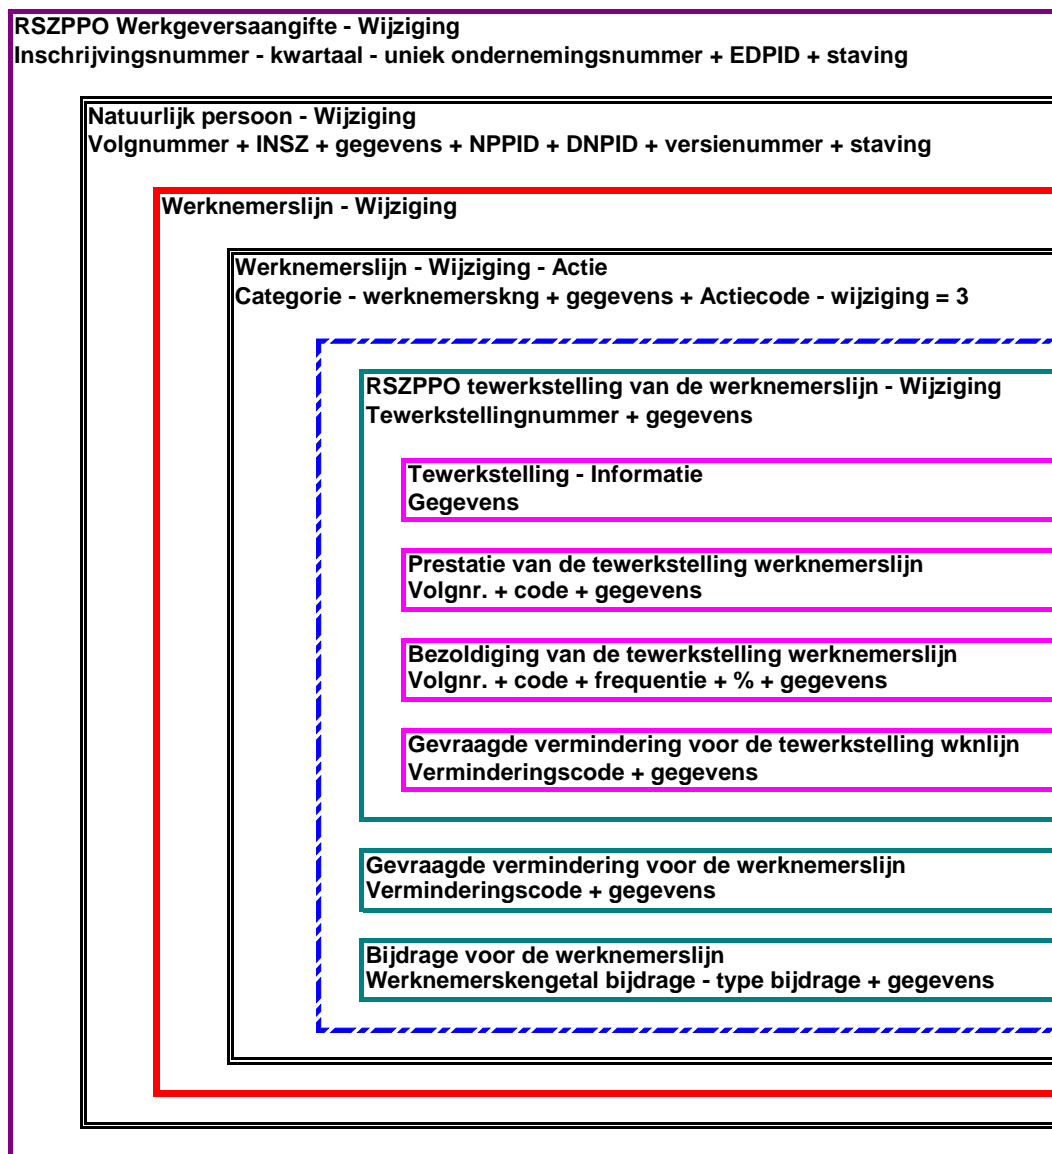 RSZPPO Werkgeversaangifte - Wijziging
Inschrijvingsnummer - kwartaal - uniek ondernemingsnummer + EDPID + staving
Natuurlijk persoon - Wijziging
Volgnummer + INSZ + gegevens + NPPID + DNPID + versienummer + staving
Werknemerslijn - Wijziging
Werknemerslijn - Wijziging - Actie
Categorie - werknemerskng + gegevens + Actiecode - wijziging = 3
RSZPPO tewerkstelling van de werknemerslijn - Wijziging
Tewerkstellingnummer + gegevens
Tewerkstelling - Informatie
Gegevens
Prestatie van de tewerkstelling werknemerslijn
Volgnr. + code + gegevens
Bezoldiging van de tewerkstelling werknemerslijn
Volgnr. + code + frequentie + % + gegevens
Gevraagde vermindering voor de tewerkstelling wknlijn
Verminderingscode + gegevens
Gevraagde vermindering voor de werknemerslijn
Verminderingscode + gegevens
Bijdrage voor de werknemerslijn
Werknemerskengetal bijdrage - type bijdrage + gegevens